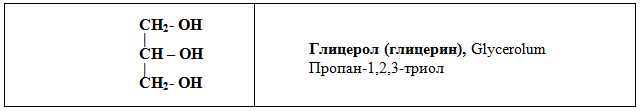 CH₂- OH
CH – OH
CH₂- OH
Глицерол (глицерин), Glycerolum
Пропан-1,2,3-триол